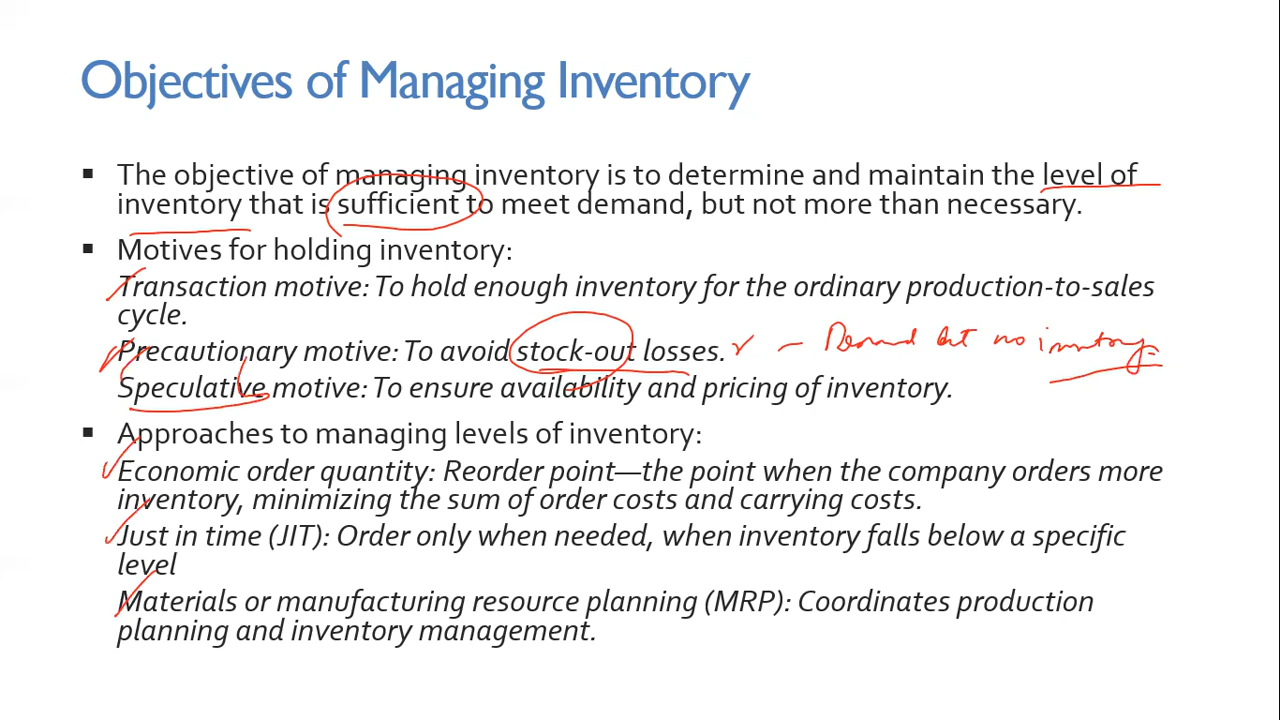 Objectives of Managing Inventory
▪ The objective of managing inventory is to determine and maintain the level of
inventory that is sufficient to meet demand, but not more than necessary.
▪ Motives for holding inventory:
Transaction motive: To hold enough inventory for the ordinary production-to-sales
cycle.
Precautionary motive: To avoid stock-out losses. ✓ – Demand but no inventory
Speculative motive: To ensure availability and pricing of inventory.
▪ Approaches to managing levels of inventory:
Economic order quantity: Reorder point—the point when the company orders more
inventory, minimizing the sum of order costs and carrying costs.
Just in time (JIT): Order only when needed, when inventory falls below a specific
level
Materials or manufacturing resource planning (MRP): Coordinates production
planning and inventory management.